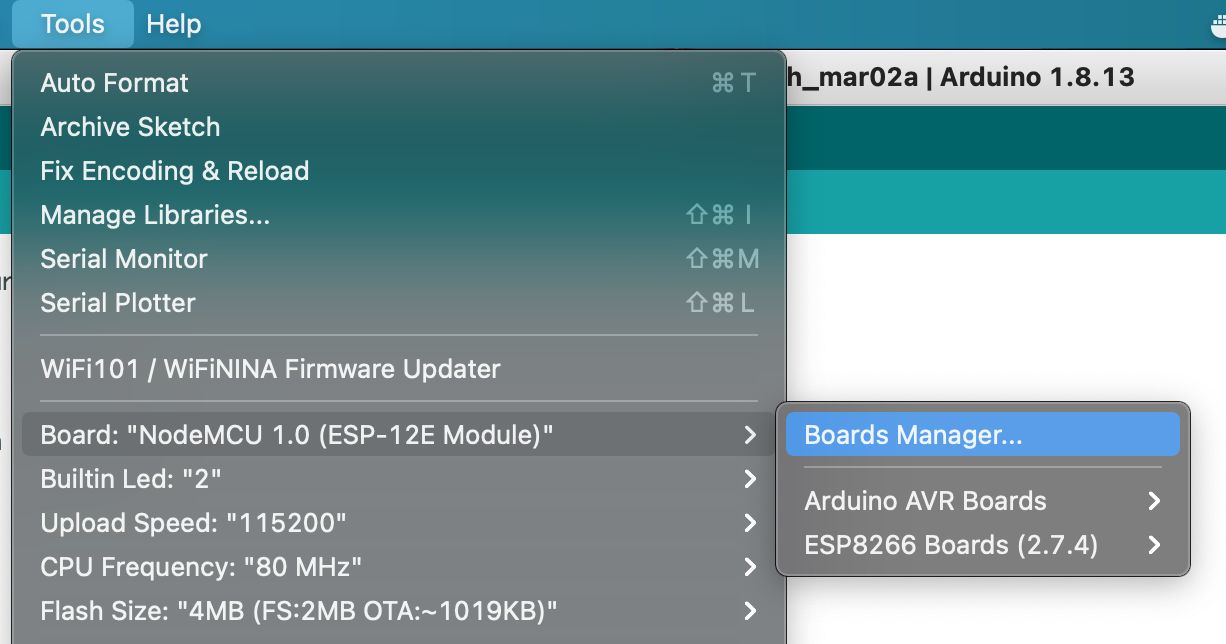 Tools Help
h_mar02a | Arduino 1.8.13
Auto Format ⌘ T
Archive Sketch
Fix Encoding & Reload
Manage Libraries... ⇧⌘ I
Serial Monitor ⇧⌘M
Serial Plotter ⇧⌘ L
WiFi101 / WiFiNINA Firmware Updater
Board: "NodeMCU 1.0 (ESP-12E Module)"
Builtin Led: "2"
Upload Speed: "115200"
CPU Frequency: "80 MHz"
Flash Size: "4MB (FS:2MB OTA:~1019KB)"
Boards Manager...
Arduino AVR Boards
ESP8266 Boards (2.7.4)